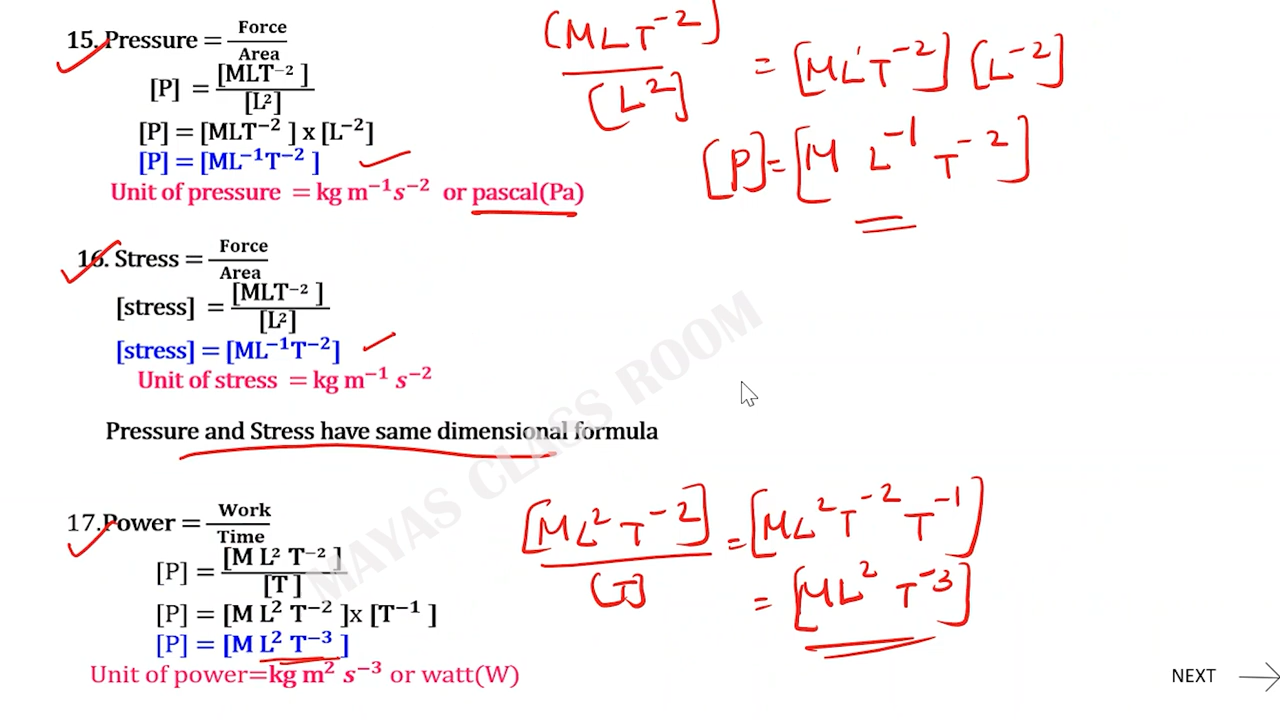 15. Pressure = Force/Area
[P] = [MLT⁻²]/[L²]
[P] = [MLT⁻² ] x [L⁻²]
[P] = [ML⁻¹T⁻² ]
Unit of pressure = kg m⁻¹s⁻² or pascal(Pa)
(MLT⁻²]/[L²] = [ML'T⁻²] [L⁻²]
[P] = [M L⁻¹ T⁻²]
16. Stress = Force/Area
[stress] = [MLT⁻² ]/[L²]
[stress] = [ML⁻¹T⁻²]
Unit of stress = kg m⁻¹ s⁻²
Pressure and Stress have same dimensional formula
MAYAS CLASS ROOM
17.Power = Work/Time
[P] = [M L² T⁻² ]/[T ]
[P] = [M L² T⁻² ]x [T⁻¹ ]
[P] = [M L² T⁻³ ]
Unit of power=kg m² s⁻³ or watt(W)
[ML² T⁻²]/[T] = [ML²T⁻² T⁻¹]
= [ML² T⁻³]
NEXT